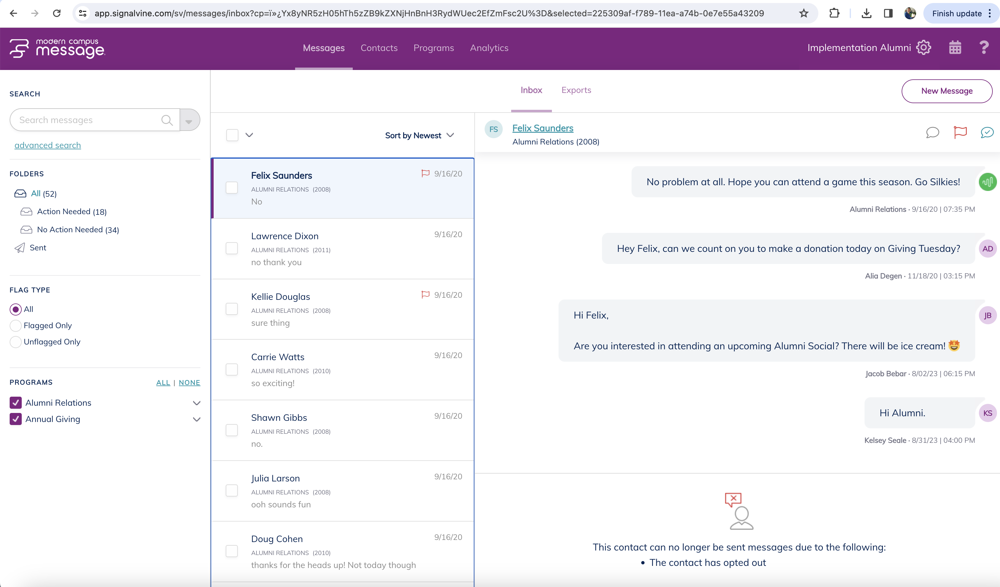 app.signalvine.com/sv/messages/inbox?cp=ï»¿Yx8yNR5zH05hTh5zZB9kZXNjHnBnH3RydWUec2EfZmFsc2U%3D&selected=225309af-f789-11ea-a74b-0e7e55a43209
Finish update
modern campus
message
Messages
Contacts
Programs
Analytics
Implementation Alumni
?
SEARCH
Search messages
advanced search
FOLDERS
All (52)
Action Needed (18)
No Action Needed (34)
Sent
FLAG TYPE
All
Flagged Only
Unflagged Only
PROGRAMS
ALL | NONE
Alumni Relations
Annual Giving
Inbox
Exports
New Message
Sort by Newest
Felix Saunders
9/16/20
ALUMNI RELATIONS (2008)
No
Lawrence Dixon
9/16/20
ALUMNI RELATIONS (2011)
no thank you
Kellie Douglas
9/16/20
ALUMNI RELATIONS (2008)
sure thing
Carrie Watts
9/16/20
ALUMNI RELATIONS (2010)
so exciting!
Shawn Gibbs
9/16/20
ALUMNI RELATIONS (2008)
no.
Julia Larson
9/16/20
ALUMNI RELATIONS (2008)
ooh sounds fun
Doug Cohen
9/16/20
ALUMNI RELATIONS (2010)
thanks for the heads up! Not today though
FS
Felix Saunders
Alumni Relations (2008)
No problem at all. Hope you can attend a game this season. Go Silkies!
Alumni Relations · 9/16/20 | 07:35 PM
Hey Felix, can we count on you to make a donation today on Giving Tuesday?
AD
Alia Degen · 11/18/20 | 03:15 PM
Hi Felix,
JB
Are you interested in attending an upcoming Alumni Social? There will be ice cream! 🤩
Jacob Bebar · 8/02/23 | 06:15 PM
Hi Alumni.
KS
Kelsey Seale · 8/31/23 | 04:00 PM
This contact can no longer be sent messages due to the following:
• The contact has opted out